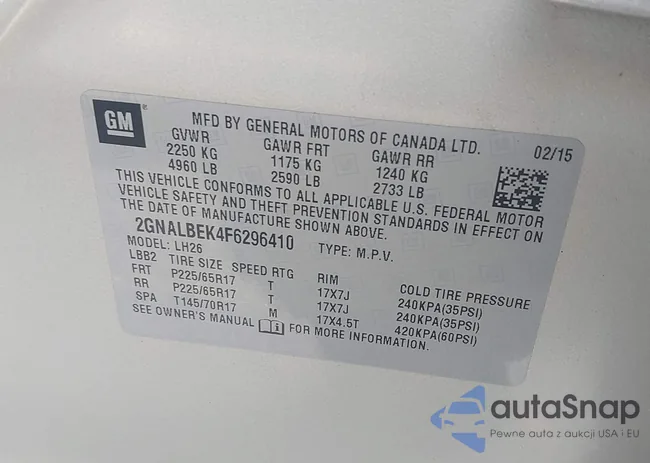 GM
MFD BY GENERAL MOTORS OF CANADA LTD.
02/15
GVWR GAWR FRT GAWR RR
2250 KG 1175 KG 1240 KG
4960 LB 2590 LB 2733 LB
THIS VEHICLE CONFORMS TO ALL APPLICABLE U.S. FEDERAL MOTOR
VEHICLE SAFETY AND THEFT PREVENTION STANDARDS IN EFFECT ON
THE DATE OF MANUFACTURE SHOWN ABOVE.
2GNALBEK4F6296410 TYPE: M.P.V.
MODEL: LH26
LBB2 TIRE SIZE SPEED RTG RIM COLD TIRE PRESSURE
FRT P225/65R17 T 17X7J 240KPA(35PSI)
RR P225/65R17 T 17X7J 240KPA(35PSI)
SPA T145/70R17 M 17X4.5T 420KPA(60PSI)
SEE OWNER'S MANUAL FOR MORE INFORMATION.
autaSnap
Pewne auta z aukcji USA i EU